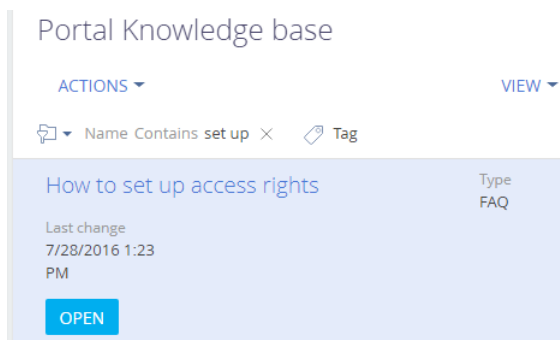 Portal Knowledge base
ACTIONS VIEW
Name Contains set up × Tag
How to set up access rights Type
FAQ
Last change
7/28/2016 1:23
PM
OPEN